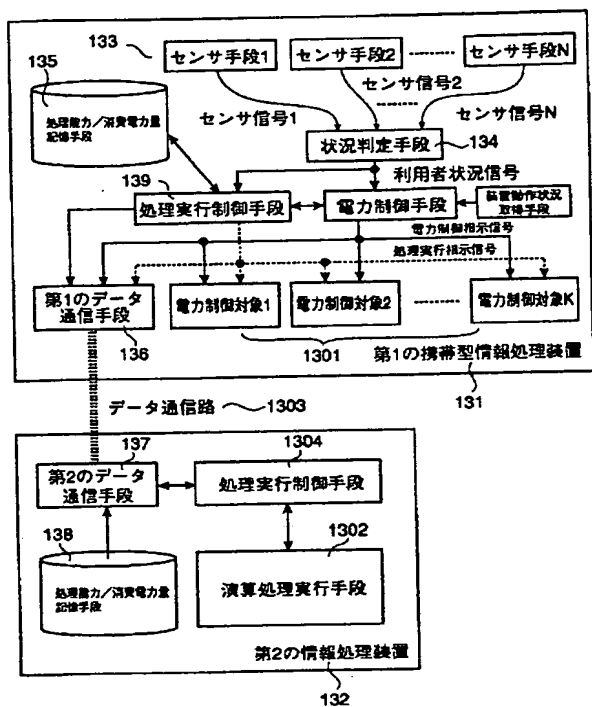 133
センサ手段1
センサ手段2
センサ手段N
135
センサ信号1
センサ信号2
センサ信号N
処理能力/消費電力量
記憶手段
状況判定手段
134
利用者状況信号
139
処理実行制御手段
電力制御手段
装置動作状況
取得手段
電力制御指示信号
処理実行指示信号
第1のデータ
通信手段
電力制御対象1
電力制御対象2
電力制御対象K
136
1301
第1の携帯型情報処理装置
131
データ通信路
1303
137
第2のデータ
通信手段
1304
処理実行制御手段
138
処理能力/消費電力量
記憶手段
1302
演算処理実行手段
第2の情報処理装置
132